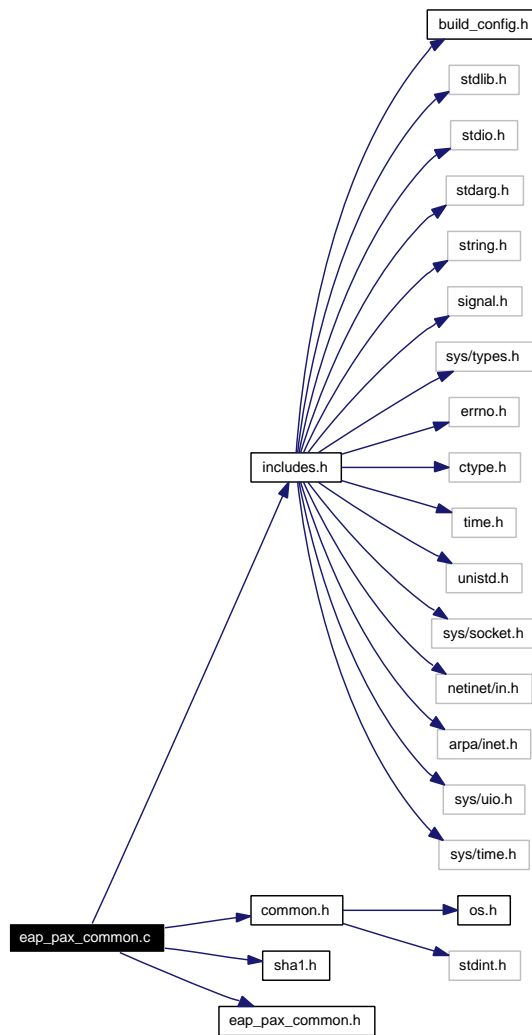 build_config.h
stdlib.h
stdio.h
stdarg.h
string.h
signal.h
sys/types.h
errno.h
includes.h
ctype.h
time.h
unistd.h
sys/socket.h
netinet/in.h
arpa/inet.h
sys/uio.h
sys/time.h
common.h
os.h
eap_pax_common.c
sha1.h
stdint.h
eap_pax_common.h